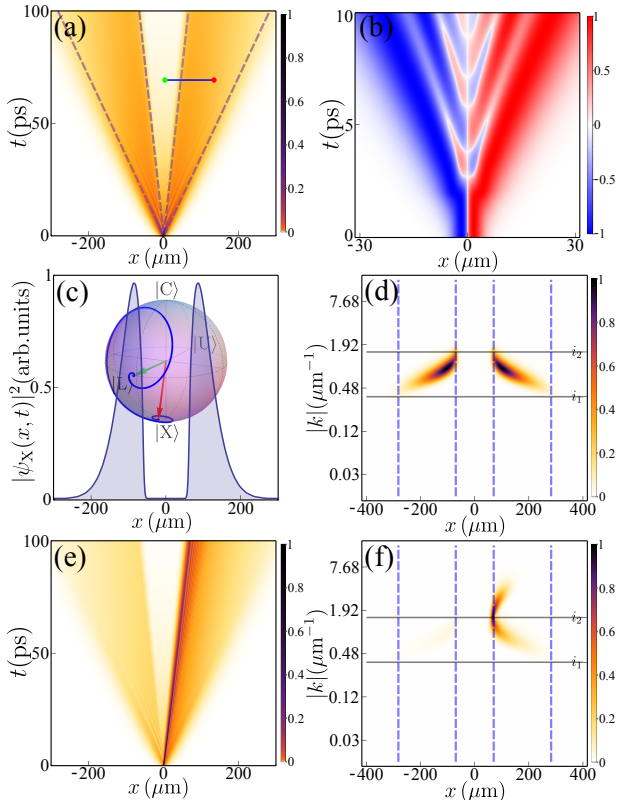 (a)
t(ps)
100
50
0
-200
0
200
x (μm)
1
0.8
0.6
0.4
0.2
0
(b)
t(ps)
10
5
0
-30
0
30
x (μm)
1
0.5
0
-0.5
-1
(c)
|ψX(x,t)|²(arb.units)
1
0.5
0
|C⟩
|U⟩
|L⟩
|X⟩
-200
0
200
x (μm)
(d)
|k|(μm⁻¹)
7.68
1.92
0.48
0.12
0.03
i₂
i₁
-400
-200
0
200
400
x (μm)
1
0.8
0.6
0.4
0.2
0
(e)
t(ps)
100
50
0
-200
0
200
x (μm)
1
0.8
0.6
0.4
0.2
0
(f)
|k|(μm⁻¹)
7.68
1.92
0.48
0.12
0.03
i₂
i₁
-400
-200
0
200
400
x (μm)
1
0.8
0.6
0.4
0.2
0